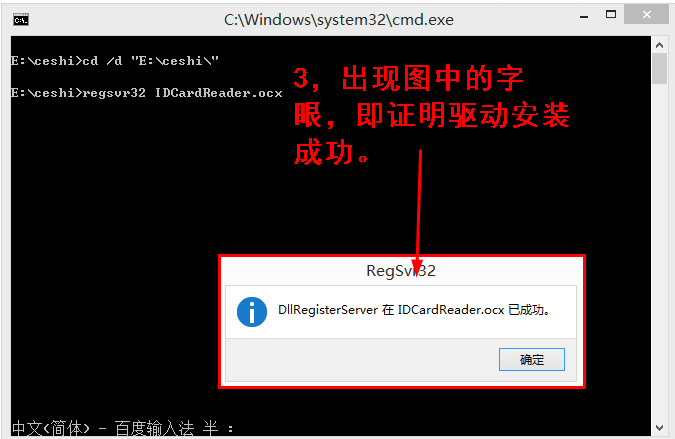 C:\Windows\system32\cmd.exe
E:\ceshi>cd /d "E:\ceshi\"
E:\ceshi>regsvr32 IDCardReader.ocx
3，出现图中的字
眼，即证明驱动安装
成功。
RegSvr32
DllRegisterServer 在 IDCardReader.ocx 已成功。
确定
中文(简体) - 百度输入法 半 :